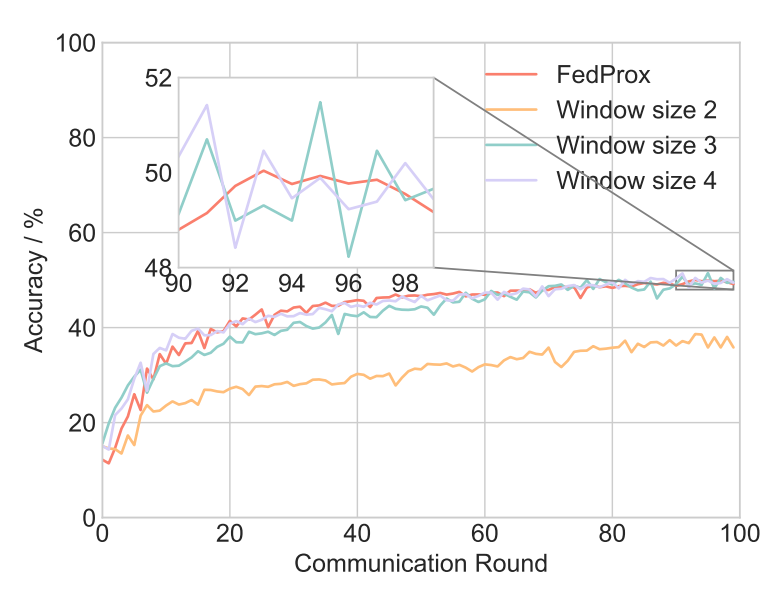 100
80
60
40
20
0
Accuracy / %
52
50
48
90 92 94 96 98
FedProx
Window size 2
Window size 3
Window size 4
0 20 40 60 80 100
Communication Round